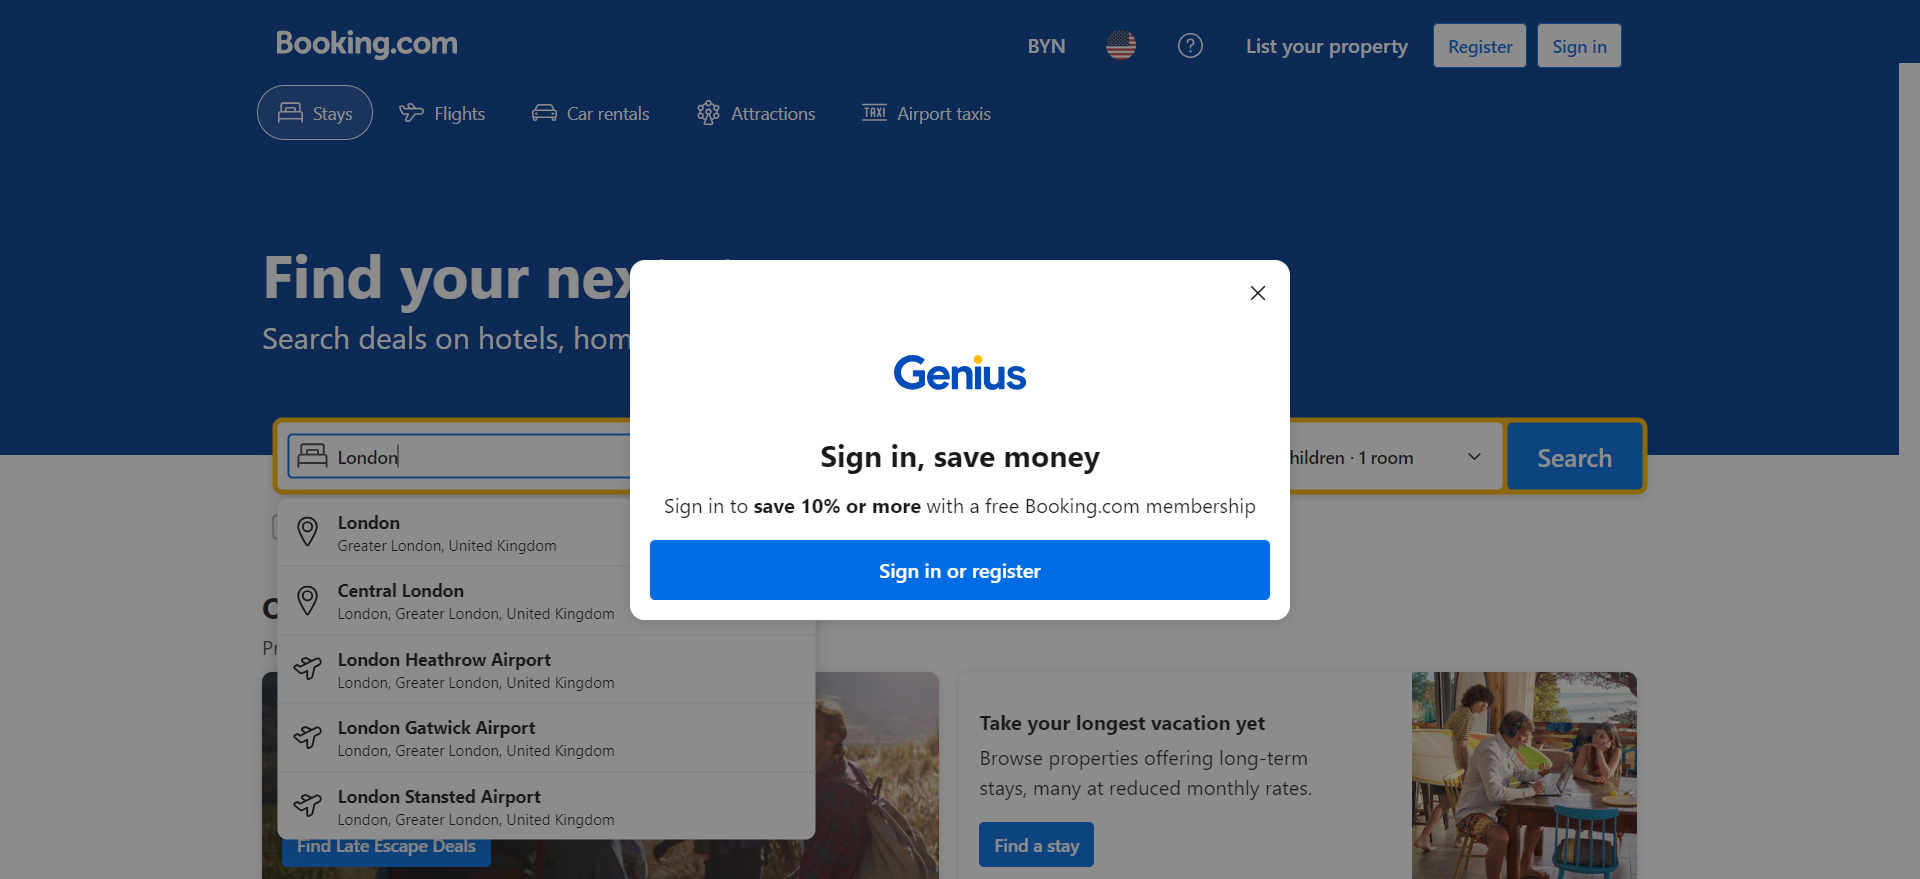 Booking.com
BYN
List your property
Register
Sign in
Stays
Flights
Car rentals
Attractions
TAXI
Airport taxis
Find your nex
Search deals on hotels, hom
Genius
Sign in, save money
Sign in to save 10% or more with a free Booking.com membership
Sign in or register
London
hildren · 1 room
Search
London
Greater London, United Kingdom
Central London
London, Greater London, United Kingdom
London Heathrow Airport
London, Greater London, United Kingdom
London Gatwick Airport
London, Greater London, United Kingdom
London Stansted Airport
London, Greater London, United Kingdom
Find Late Escape Deals
Take your longest vacation yet
Browse properties offering long-term
stays, many at reduced monthly rates.
Find a stay